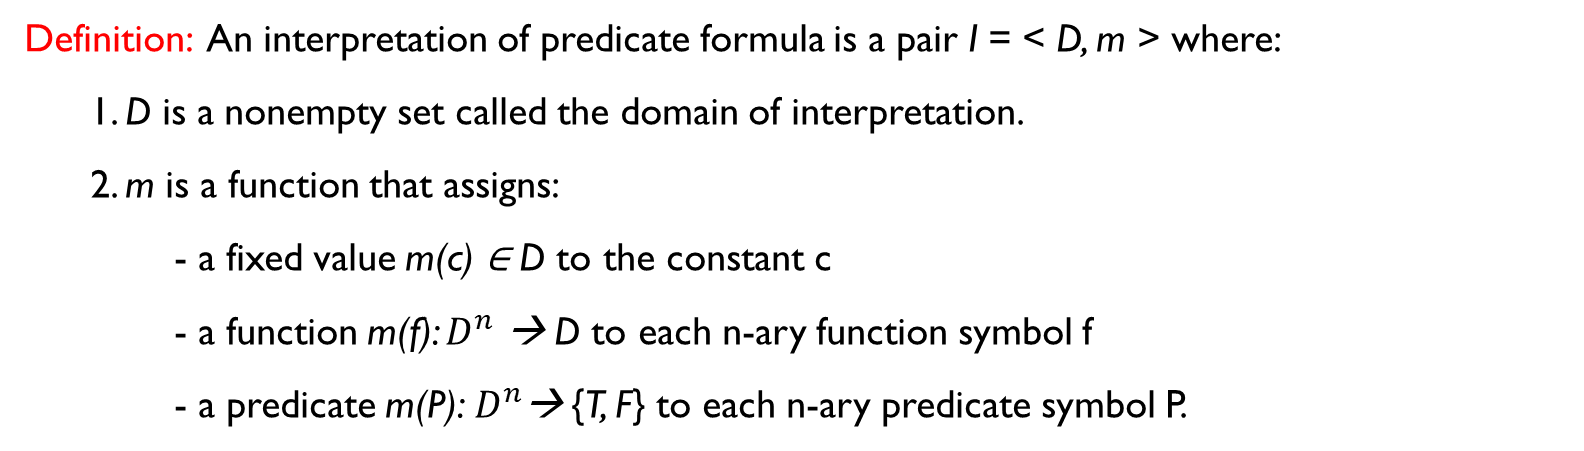 Definition: An interpretation of predicate formula is a pair I = < D, m > where:
1. D is a nonempty set called the domain of interpretation.
2. m is a function that assigns:
- a fixed value m(c) ∈ D to the constant c
- a function m(f): Dⁿ → D to each n-ary function symbol f
- a predicate m(P): Dⁿ → {T, F} to each n-ary predicate symbol P.